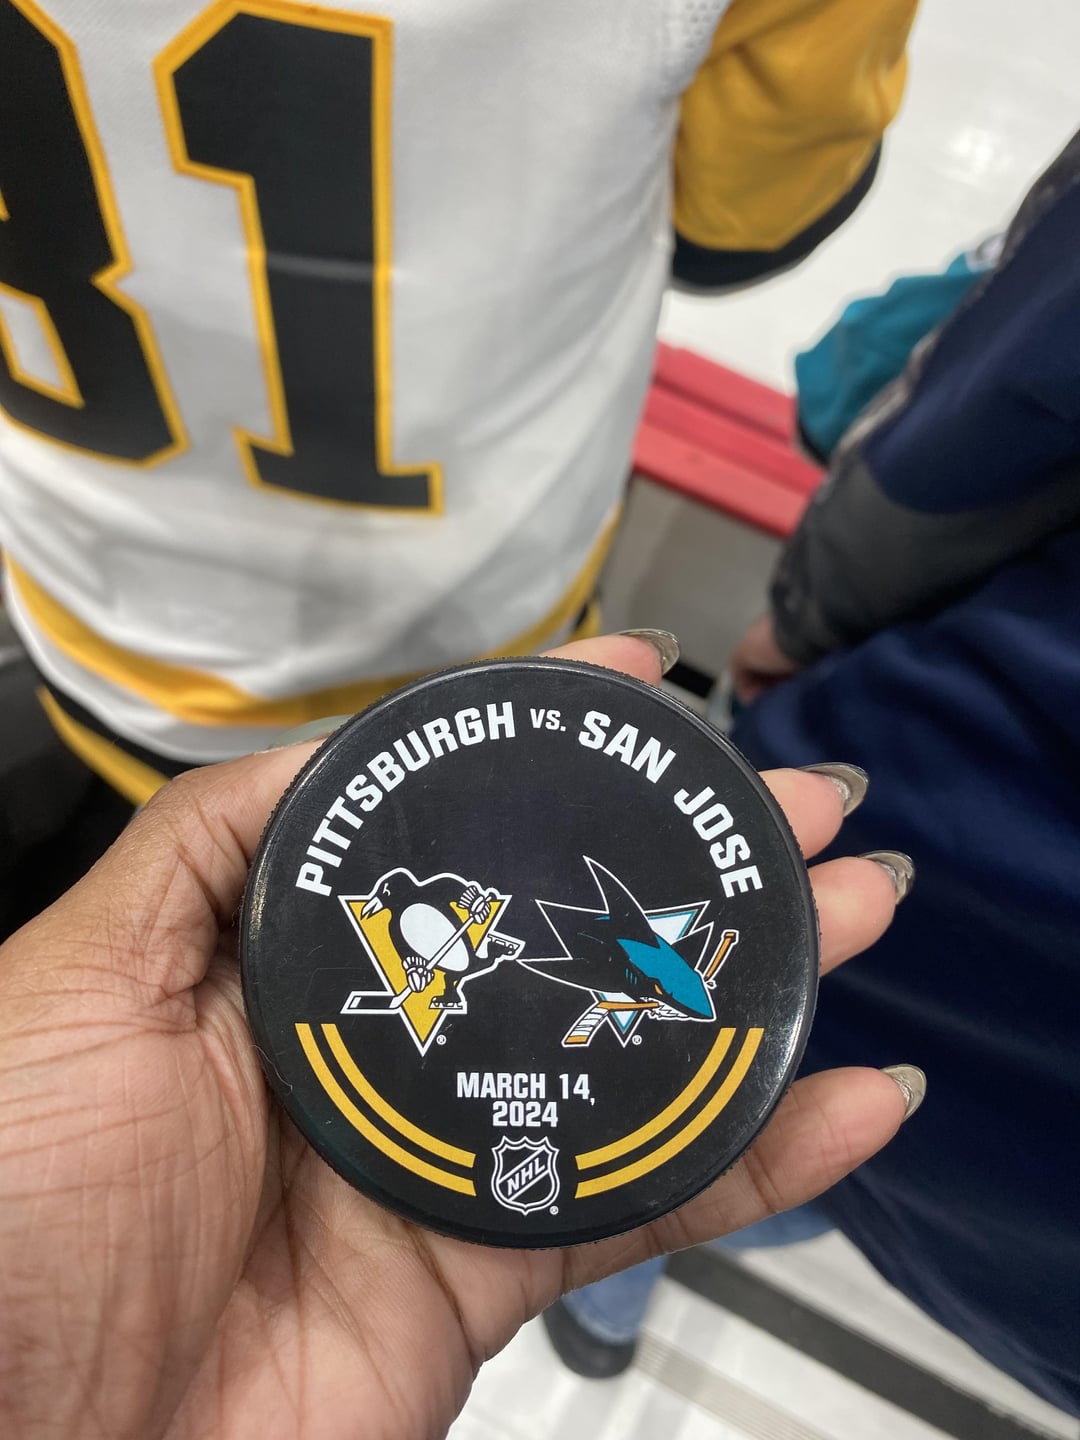 81
PITTSBURGH VS. SAN JOSE
MARCH 14,
2024
NHL